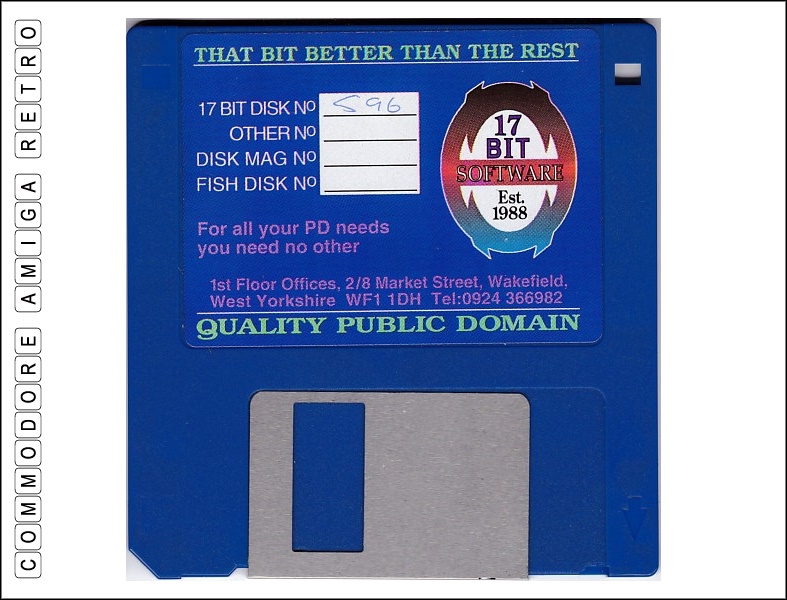 COMMODORE AMIGA RETRO
THAT BIT BETTER THAN THE REST
17 BIT DISK No 596
OTHER No
DISK MAG No
FISH DISK No
17
BIT
SOFTWARE
Est.
1988
For all your PD needs
you need no other
1st Floor Offices, 2/8 Market Street, Wakefield,
West Yorkshire WF1 1DH Tel:0924 366982
QUALITY PUBLIC DOMAIN